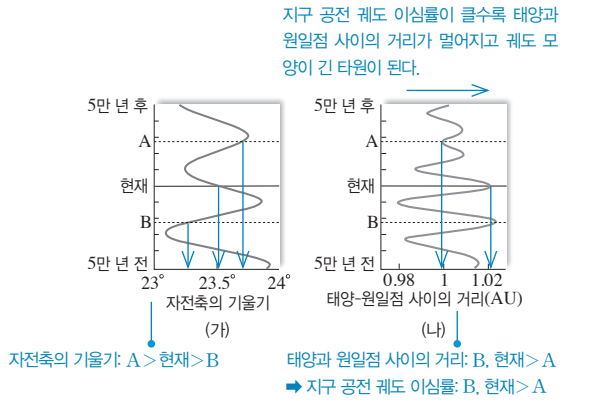 지구 공전 궤도 이심률이 클수록 태양과
원일점 사이의 거리가 멀어지고 궤도 모
양이 긴 타원이 된다.
5만 년 후
A
현재
B
5만 년 전
23° 23.5° 24°
자전축의 기울기
(가)
5만 년 후
A
현재
B
5만 년 전
0.98 1 1.02
태양-원일점 사이의 거리(AU)
(나)
자전축의 기울기: A>현재>B
태양과 원일점 사이의 거리: B, 현재>A
➡ 지구 공전 궤도 이심률: B, 현재>A